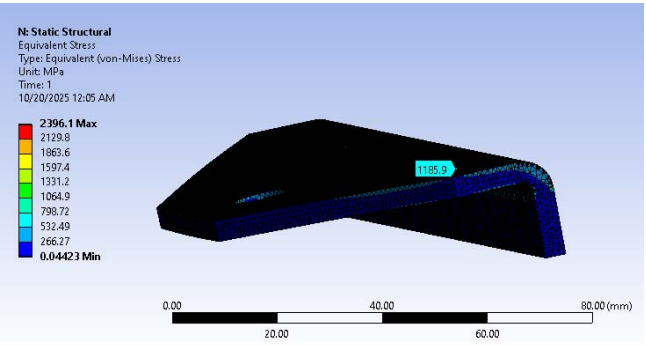 N: Static Structural
Equivalent Stress
Type: Equivalent (von-Mises) Stress
Unit: MPa
Time: 1
10/20/2025 12:05 AM
2396.1 Max
2129.8
1863.6
1597.4
1331.2
1064.9
798.72
532.49
266.27
0.04423 Min
1185.9
0.00 40.00 80.00 (mm)
20.00 60.00